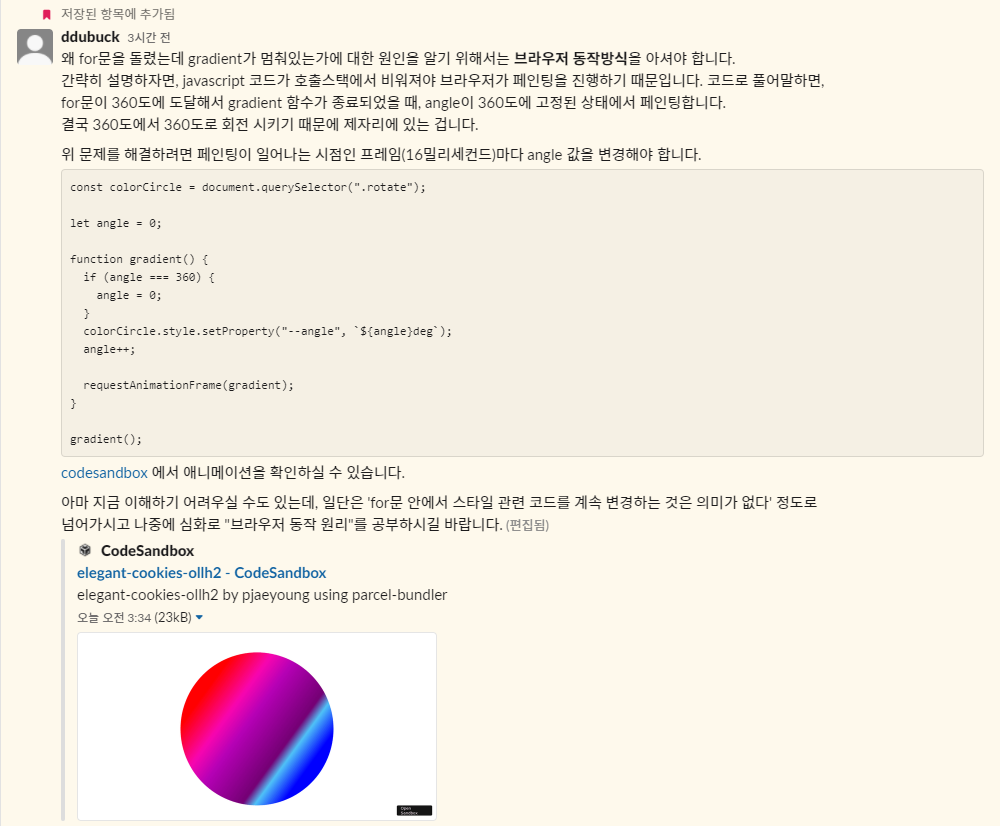 저장된 항목에 추가됨
ddubuck 3시간 전
왜 for문을 돌렸는데 gradient가 멈춰있는가에 대한 원인을 알기 위해서는 브라우저 동작방식을 아셔야 합니다.
간략히 설명하자면, javascript 코드가 호출스택에서 비워져야 브라우저가 페인팅을 진행하기 때문입니다. 코드로 풀어말하면,
for문이 360도에 도달해서 gradient 함수가 종료되었을 때, angle이 360도에 고정된 상태에서 페인팅합니다.
결국 360도에서 360도로 회전 시키기 때문에 제자리에 있는 겁니다.
위 문제를 해결하려면 페인팅이 일어나는 시점인 프레임(16밀리세컨드)마다 angle 값을 변경해야 합니다.
const colorCircle = document.querySelector(".rotate");
let angle = 0;
function gradient() {
if (angle === 360) {
angle = 0;
}
colorCircle.style.setProperty("--angle", `${angle}deg`);
angle++;
requestAnimationFrame(gradient);
}
gradient();
codesandbox 에서 애니메이션을 확인하실 수 있습니다.
아마 지금 이해하기 어려우실 수도 있는데, 일단은 'for문 안에서 스타일 관련 코드를 계속 변경하는 것은 의미가 없다' 정도로
넘어가시고 나중에 심화로 "브라우저 동작 원리"를 공부하시길 바랍니다. (편집됨)
CodeSandbox
elegant-cookies-ollh2 - CodeSandbox
elegant-cookies-ollh2 by pjaeyoung using parcel-bundler
오늘 오전 3:34 (23kB)
Open
Sandbox